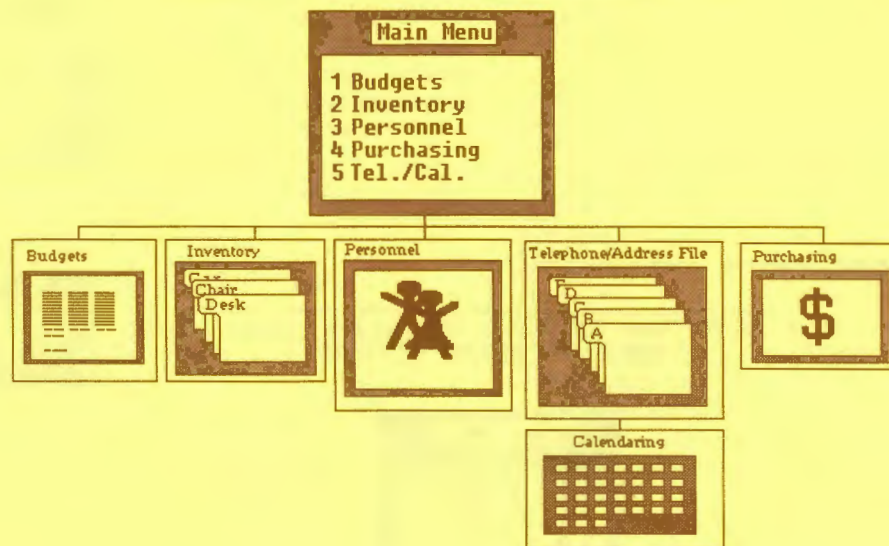 Main Menu
1 Budgets
2 Inventory
3 Personnel
4 Purchasing
5 Tel./Cal.
Budgets
Inventory
Chair
Desk
Personnel
Telephone/Address File
D
C
B
A
Purchasing
$
Calendaring